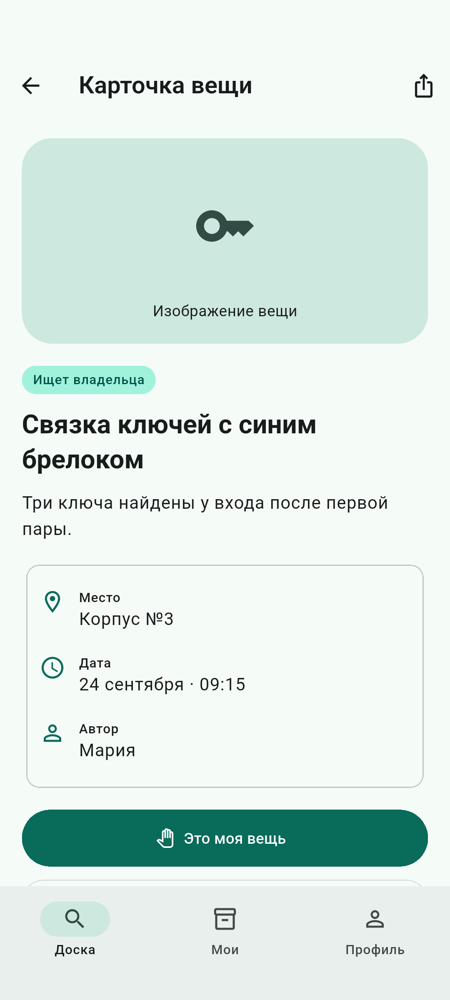 Карточка вещи
Изображение вещи
Ищет владельца
Связка ключей с синим
брелоком
Три ключа найдены у входа после первой
пары.
Место
Корпус №3
Дата
24 сентября · 09:15
Автор
Мария
Это моя вещь
Доска
Мои
Профиль